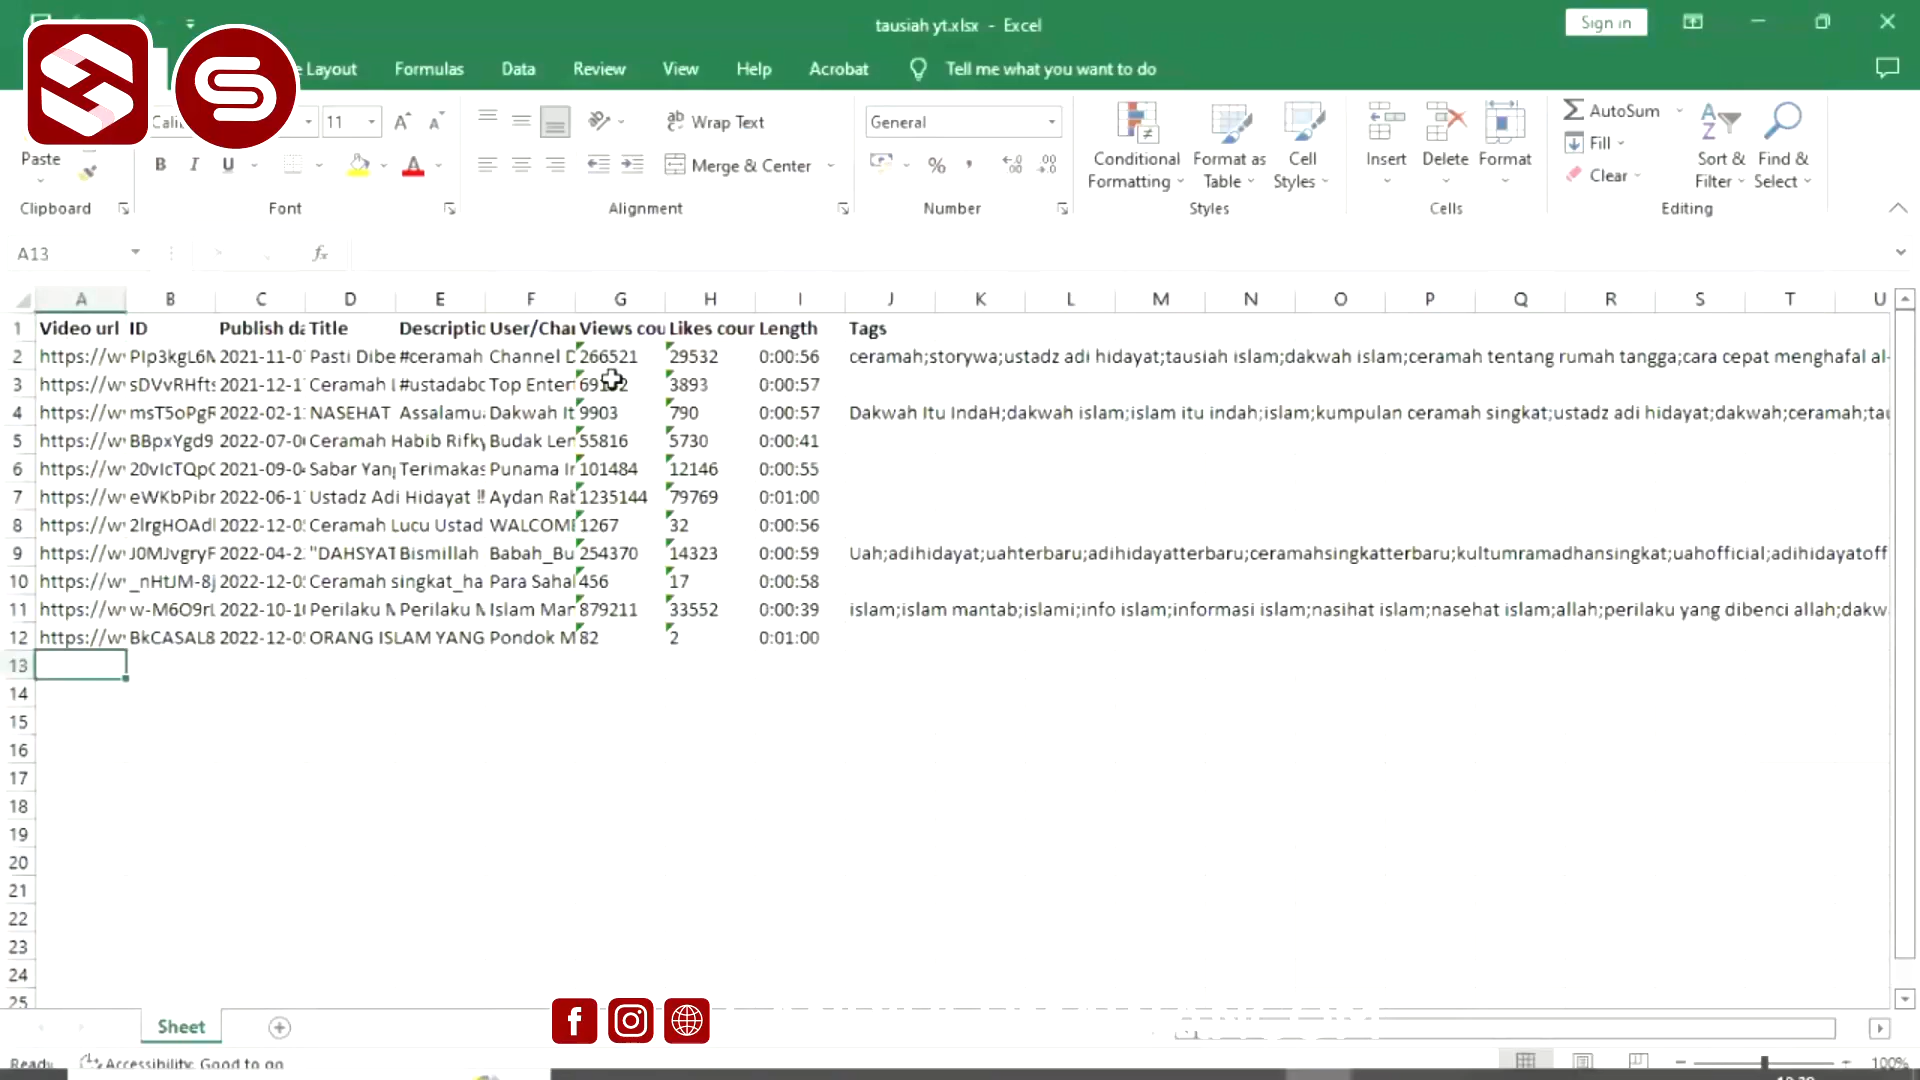 tausiah yt.xlsx - Excel
Sign in
Layout Formulas Data Review View Help Acrobat Tell me what you want to do
Paste
11
Wrap Text
Merge & Center
General
Conditional Formatting
Format as Table
Cell Styles
Insert
Delete
Format
AutoSum
Fill
Clear
Sort & Filter
Find & Select
Clipboard Font Alignment Number Styles Cells Editing
A13
fx
A B C D E F G H I J K L M N O P Q R S T U
1 Video url ID Publish da Title Descriptic User/Chai Views cou Likes cour Length Tags
2 https://w 2021-11-0 Pasti Dibe #ceramah Channel D 266521 29532 0:00:56 ceramah;storywa;ustadz adi hidayat;tausiah islam;dakwah islam;ceramah tentang rumah tangga;cara cepat menghafal al-
3 https://w sDVvRHfts 2021-12-1 Ceramah #ustadabc Top Enter 3893 0:00:57
4 https://w msT5oPgR 2022-02-1 NASEHAT Assalamu Dakwah It 9903 790 0:00:57 Dakwah Itu IndaH;dakwah islam;islam itu indah;islam;kumpulan ceramah singkat;ustadz adi hidayat;dakwah;ceramah;tau
5 https://w BBpxYgd9 2022-07-0 Ceramah Habib Rifky Budak Ler 55816 5730 0:00:41
6 https://w 2021-09-0 Sabar Yang Terimakas Punama Ir 101484 12146 0:00:55
7 https://w eWKbPibr 2022-06-1 Ustadz Adi Hidayat !! Aydan Rab 1235144 79769 0:01:00
8 https://w 2022-12-0 Ceramah Lucu Ustad WALCOME 1267 32 0:00:56
9 https://w J0MJvgryF 2022-04-2 "DAHSYAT Bismillah Babah_Bu 254370 14323 0:00:59 Uah;adihidayat;uahterbaru;adihidayatterbaru;ceramahsingkatterbaru;kultumramadhansingkat;uahofficial;adihidayatoff
10 https://w _nHtJM-8j 2022-12-0 Ceramah singkat_ha Para Sahal 456 17 0:00:58
11 https://w w-M6O9rL 2022-10-1 Perilaku N Perilaku N Islam Mar 879211 33552 0:00:39 islam;islam mantab;islami;info islam;informasi islam;nasihat islam;nasehat islam;allah;perilaku yang dibenci allah;dakw
12 https://w BkCASAL8 2022-12-0 ORANG ISLAM YANG Pondok M 82 2 0:01:00
13
14
15
16
17
18
19
20
21
22
23
24
25
Sheet
Ready Accessibility: Good to go
100%